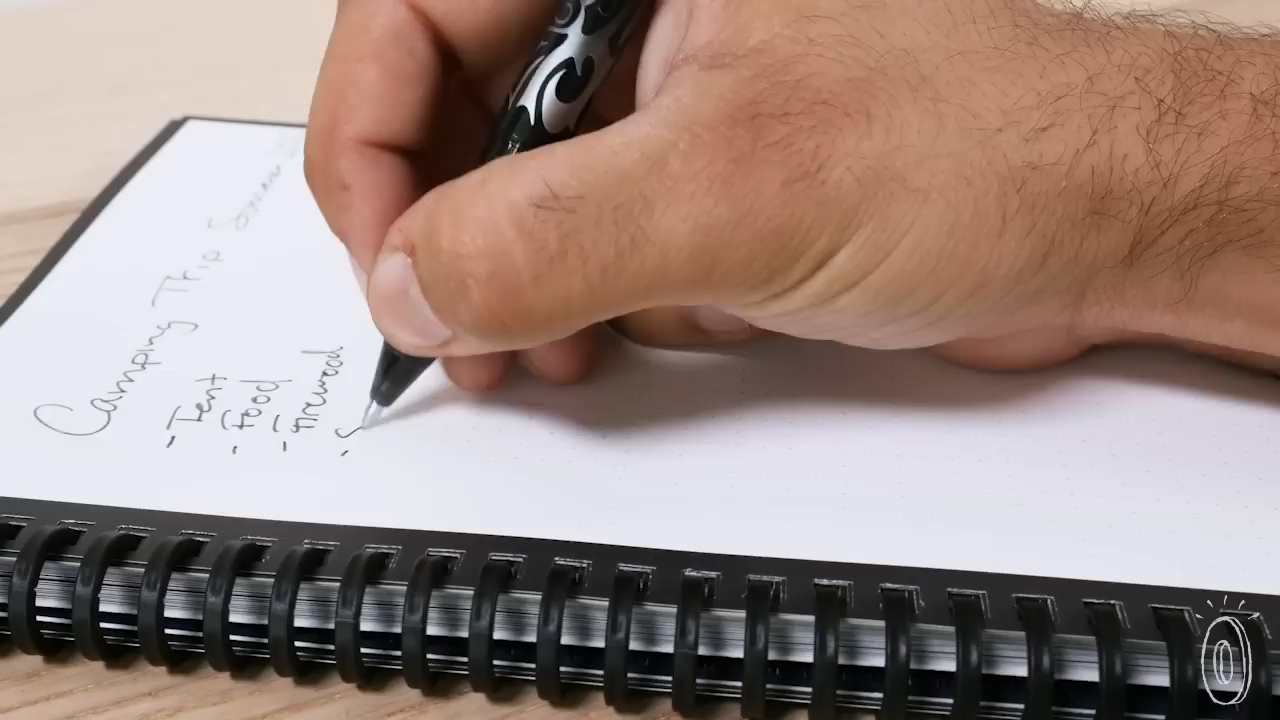 Camping Trip
- Tent
- Food
- Firewood
- S